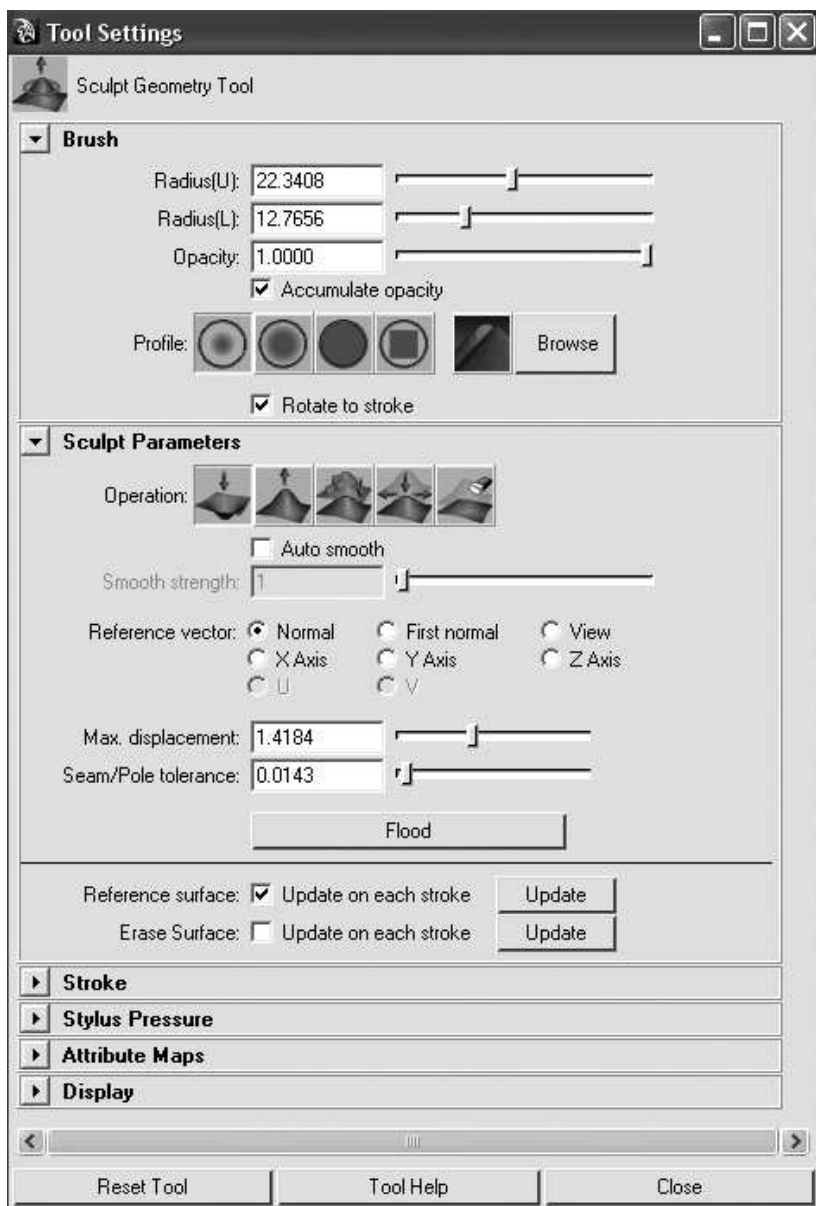 Tool Settings
Sculpt Geometry Tool
Brush
Radius(U): 22.3408
Radius(L): 12.7656
Opacity: 1.0000
Accumulate opacity
Profile: Browse
Rotate to stroke
Sculpt Parameters
Operation:
Auto smooth
Smooth strength: 1
Reference vector: Normal First normal View
X Axis Y Axis Z Axis
U V
Max. displacement: 1.4184
Seam/Pole tolerance: 0.0143
Flood
Reference surface: Update on each stroke Update
Erase Surface: Update on each stroke Update
Stroke
Stylus Pressure
Attribute Maps
Display
Reset Tool Tool Help Close